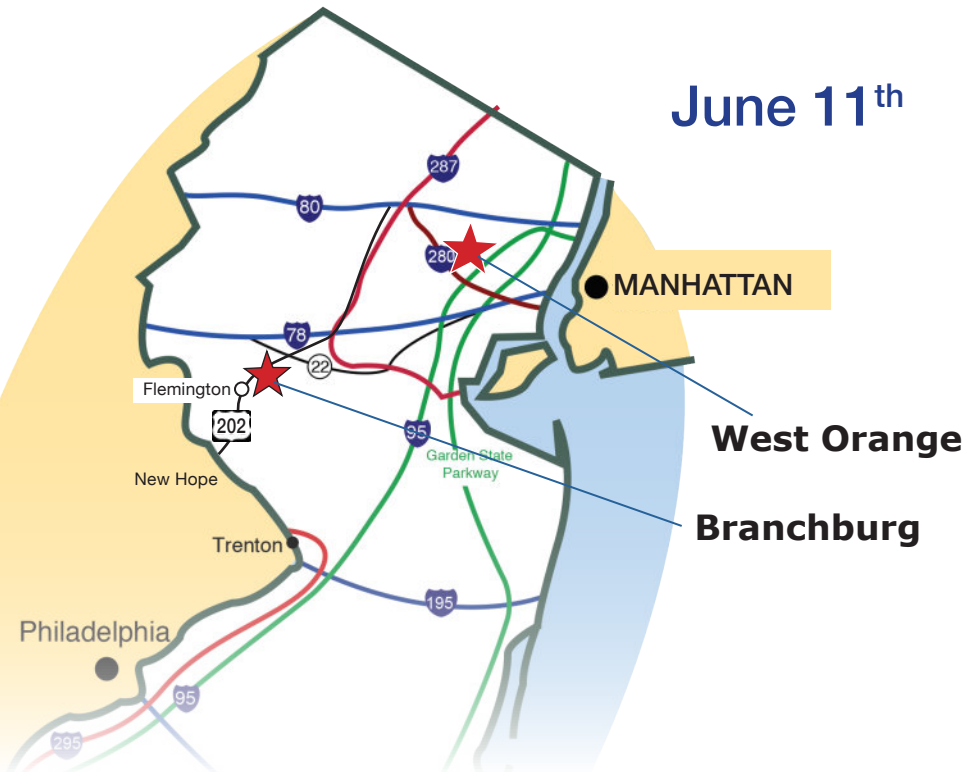 June 11th
287
80
280
MANHATTAN
78
22
Flemington
202
95
West Orange
Garden State
Parkway
New Hope
Branchburg
Trenton
195
Philadelphia
95
295